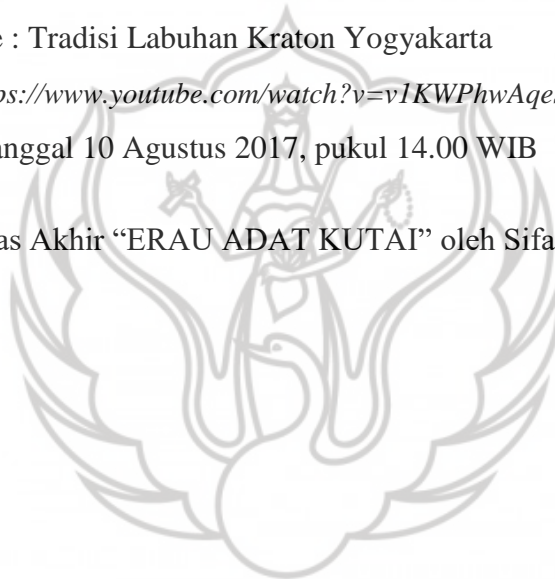 e : Tradisi Labuhan Kraton Yogyakarta
ps://www.youtube.com/watch?v=v1KWPhwAqe
anggal 10 Agustus 2017, pukul 14.00 WIB
as Akhir “ERAU ADAT KUTAI” oleh Sifa